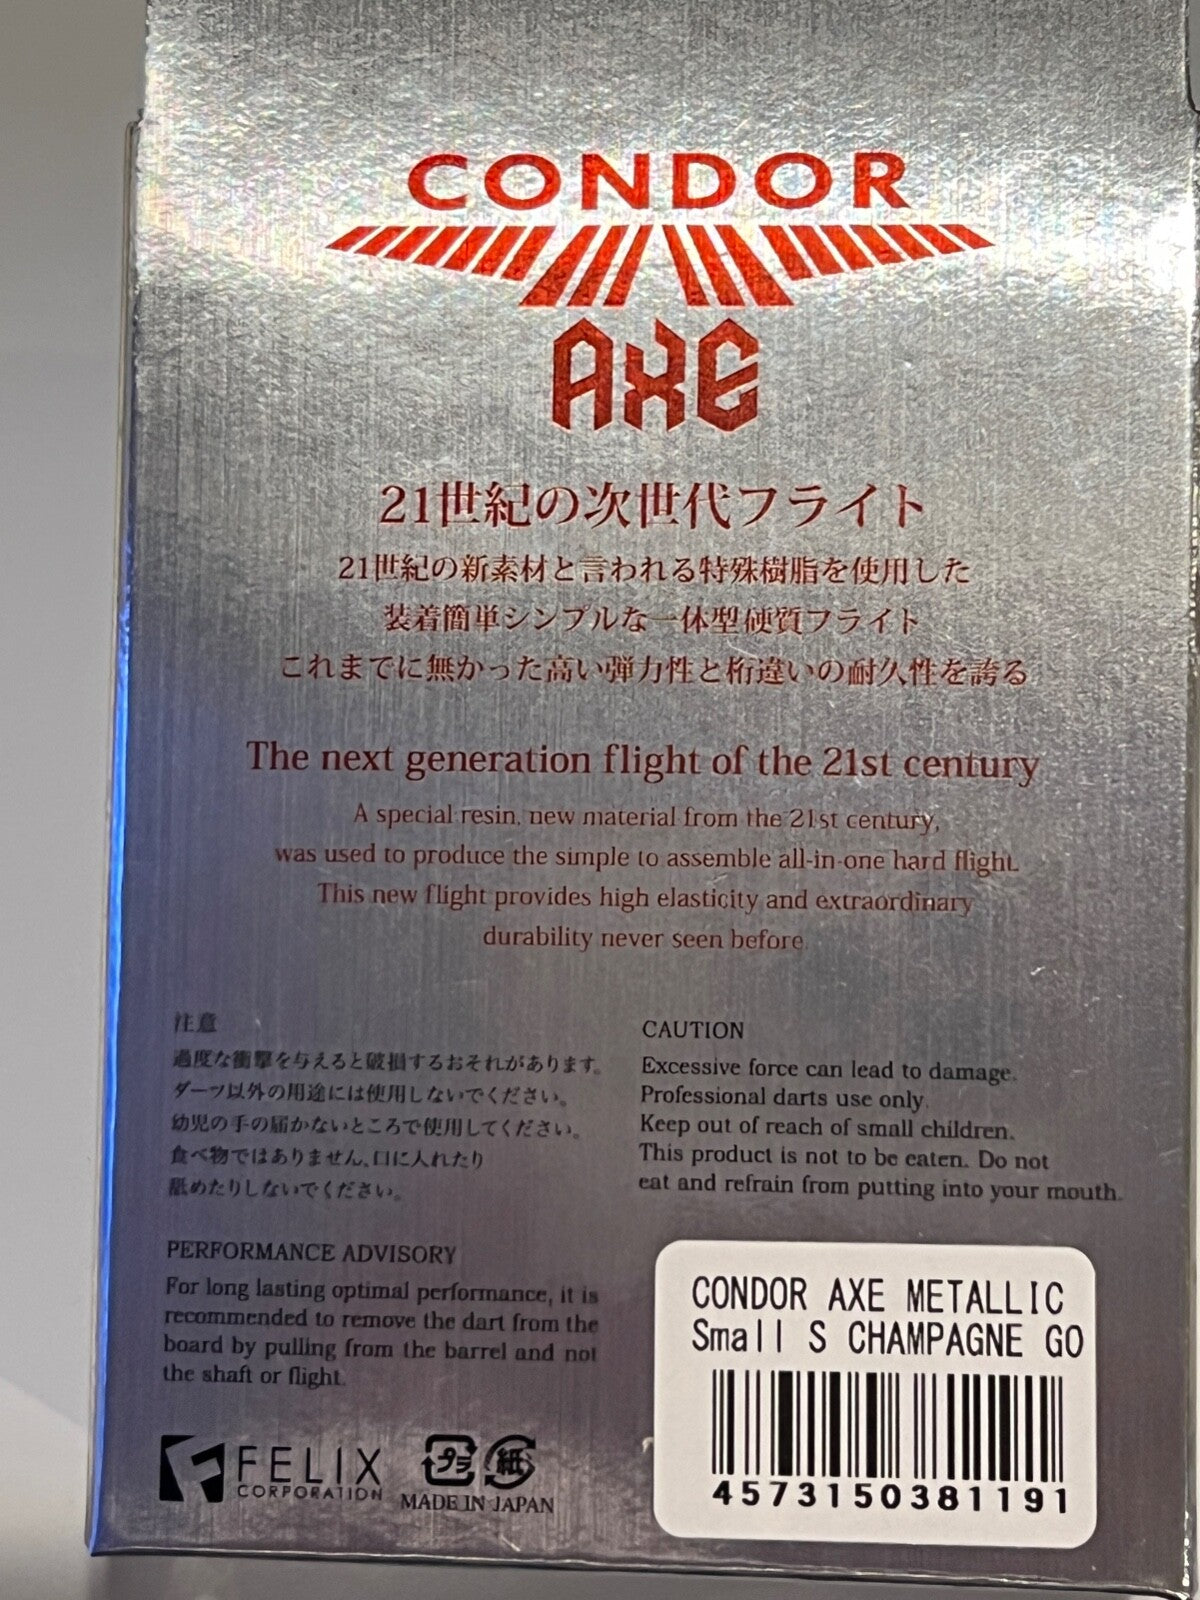 CONDOR
AXE
21世紀の次世代フライト
21世紀の新素材と言われる特殊樹脂を使用した
装着簡単シンプルな一体型硬質フライト
これまでに無かった高い弾力性と桁違いの耐久性を誇る
The next generation flight of the 21st century
A special resin, new material from the 21st century,
was used to produce the simple to assemble all-in-one hard flight.
This new flight provides high elasticity and extraordinary
durability never seen before.
注意
過度な衝撃を与えると破損するおそれがあります。
ダーツ以外の用途には使用しないでください。
幼児の手の届かないところで使用してください。
食べ物ではありません、口に入れたり
舐めたりしないでください。
CAUTION
Excessive force can lead to damage.
Professional darts use only.
Keep out of reach of small children.
This product is not to be eaten. Do not
eat and refrain from putting into your mouth.
PERFORMANCE ADVISORY
For long lasting optimal performance, it is
recommended to remove the dart from the
board by pulling from the barrel and not
the shaft or flight.
FELIX
CORPORATION
プラ
紙
MADE IN JAPAN
CONDOR AXE METALLIC
Small S CHAMPAGNE GO
4573150381191